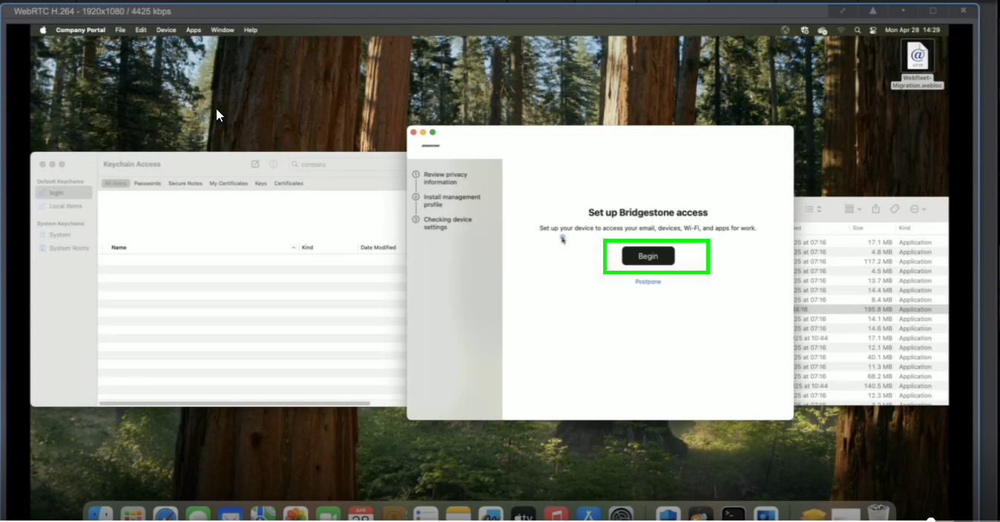 WebRTC H.264 - 1920x1080 / 4425 kbps
Company Portal File Edit Device Apps Window Help
Mon Apr 28 14:29
HTTP
Webfleet-
Migration.webloc
Keychain Access
company
Default Keychains
login
Local Items
System Keychains
System
System Roots
All Items Passwords Secure Notes My Certificates Keys Certificates
Name Kind Date Modified
1 Review privacy
information
2 Install management
profile
3 Checking device
settings
Set up Bridgestone access
Set up your device to access your email, devices, Wi-Fi, and apps for work.
Begin
Postpone
Size Kind
25 at 07:16 17.1 MB Application
25 at 07:16 4.8 MB Application
25 at 07:16 117.2 MB Application
25 at 07:16 4.5 MB Application
25 at 07:16 13.7 MB Application
25 at 07:16 14.4 MB Application
25 at 07:16 8.4 MB Application
4:16 195.8 MB Application
25 at 07:16 14.1 MB Application
25 at 07:16 14.6 MB Application
25 at 10:44 17.1 MB Application
25 at 07:16 12.1 MB Application
25 at 07:16 40.1 MB Application
25 at 07:16 11.3 MB Application
25 at 07:16 68.2 MB Application
25 at 10:44 140.5 MB Application
25 at 07:16 12.3 MB Application
APR
tv